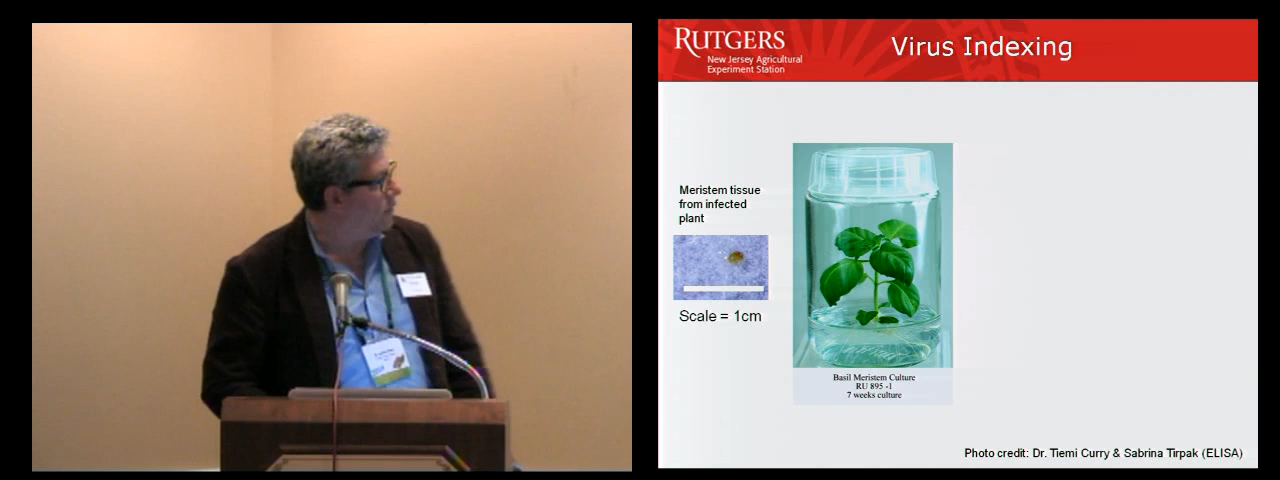 RUTGERS
New Jersey Agricultural
Experiment Station
Virus Indexing
Meristem tissue
from infected
plant
Scale = 1cm
Basil Meristem Culture
RU 895 -1
7 weeks culture
Photo credit: Dr. Tiemi Curry & Sabrina Tirpak (ELISA)